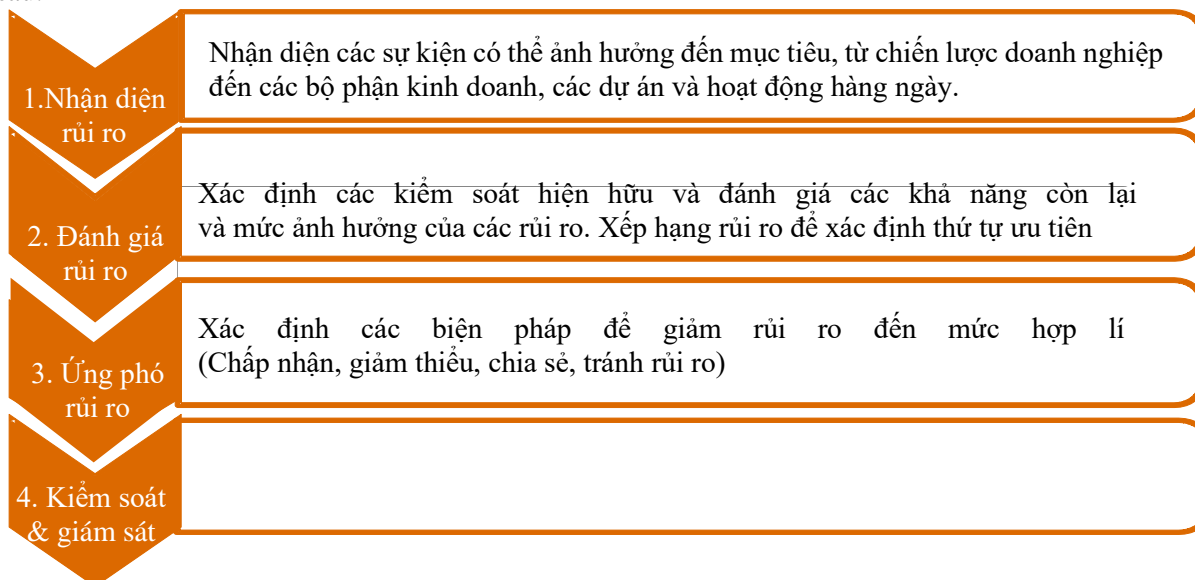 1.Nhận diện
rủi ro
Nhận diện các sự kiện có thể ảnh hưởng đến mục tiêu, từ chiến lược doanh nghiệp
đến các bộ phận kinh doanh, các dự án và hoạt động hàng ngày.
2. Đánh giá
rủi ro
Xác định các kiểm soát hiện hữu và đánh giá các khả năng còn lại
và mức ảnh hưởng của các rủi ro. Xếp hạng rủi ro để xác định thứ tự ưu tiên
3. Ứng phó
rủi ro
Xác định các biện pháp để giảm rủi ro đến mức hợp lí
(Chấp nhận, giảm thiểu, chia sẻ, tránh rủi ro)
4. Kiểm soát
& giám sát